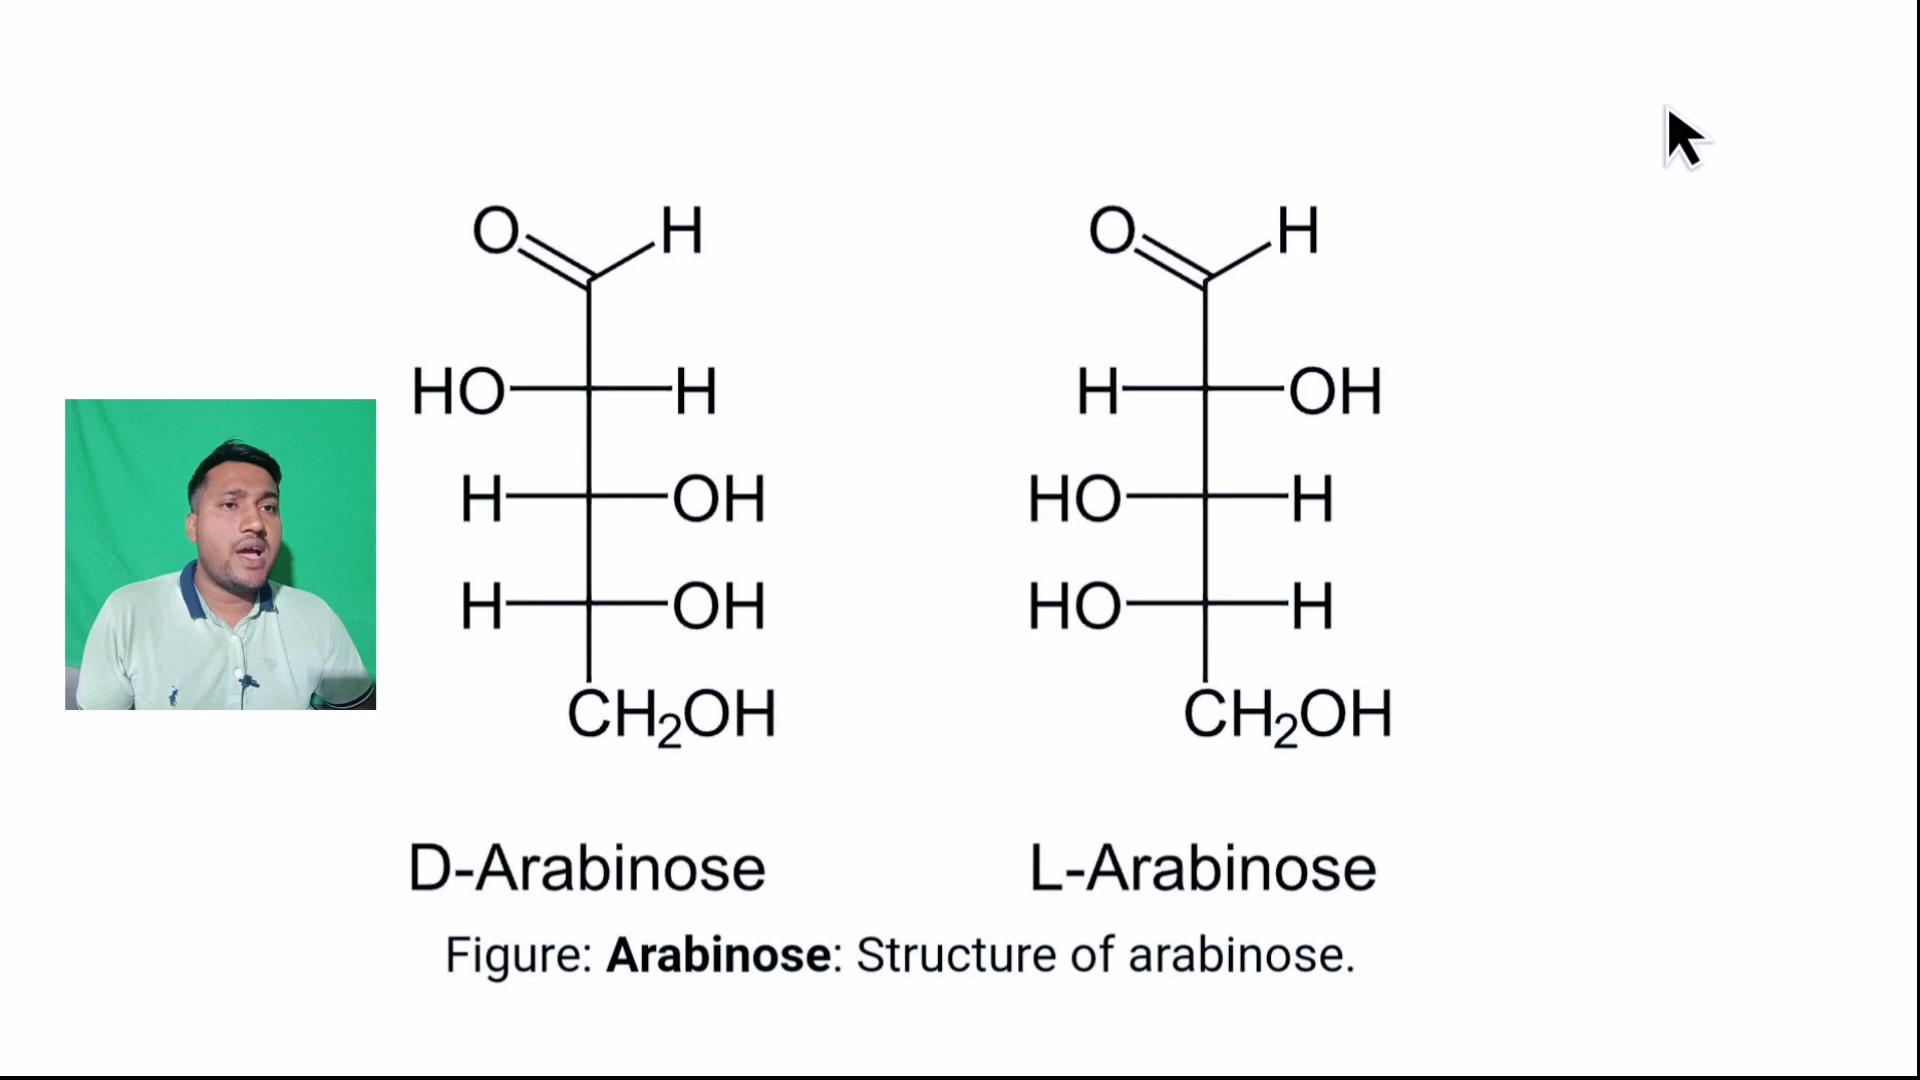 O H O H
HO H H OH
H OH HO H
H OH HO H
CH₂OH CH₂OH
D-Arabinose L-Arabinose
Figure: Arabinose: Structure of arabinose.